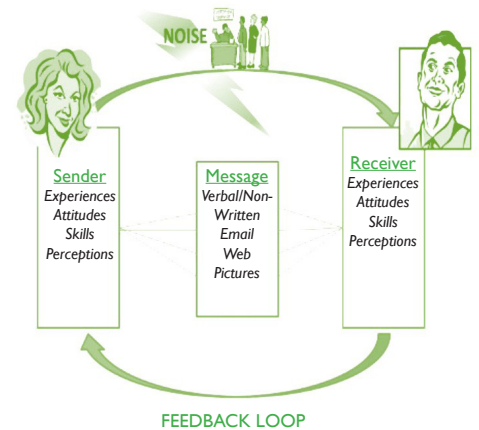 NOISE
Sender
Experiences
Attitudes
Skills
Perceptions
Message
Verbal/Non-
Written
Email
Web
Pictures
Receiver
Experiences
Attitudes
Skills
Perceptions
FEEDBACK LOOP